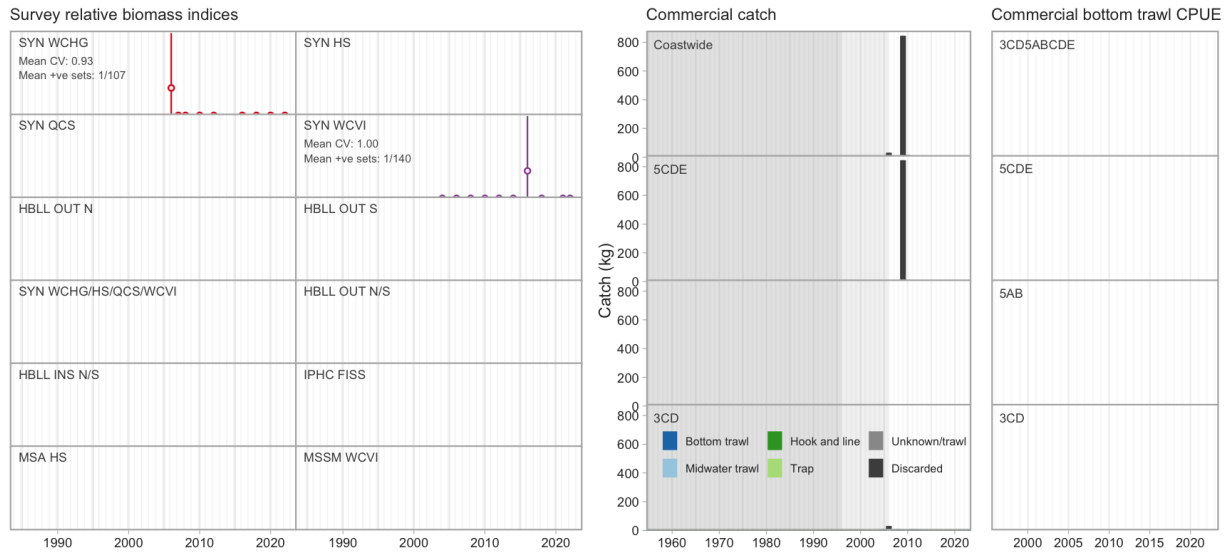 Survey relative biomass indices
SYN WCHG
Mean CV: 0.93
Mean +ve sets: 1/107
SYN HS
SYN QCS
SYN WCVI
Mean CV: 1.00
Mean +ve sets: 1/140
HBLL OUT N
HBLL OUT S
SYN WCHG/HS/QCS/WCVI
HBLL OUT N/S
HBLL INS N/S
IPHC FISS
MSA HS
MSSM WCVI
1990 2000 2010 2020
1990 2000 2010 2020
Commercial catch
Catch (kg)
Coastwide
800
600
400
200
0
5CDE
800
600
400
200
0
800
600
400
200
0
3CD
800
600
400
200
0
Bottom trawl
Hook and line
Unknown/trawl
Midwater trawl
Trap
Discarded
1960 1970 1980 1990 2000 2010 2020
Commercial bottom trawl CPUE
3CD5ABCDE
5CDE
5AB
3CD
2000 2005 2010 2015 2020